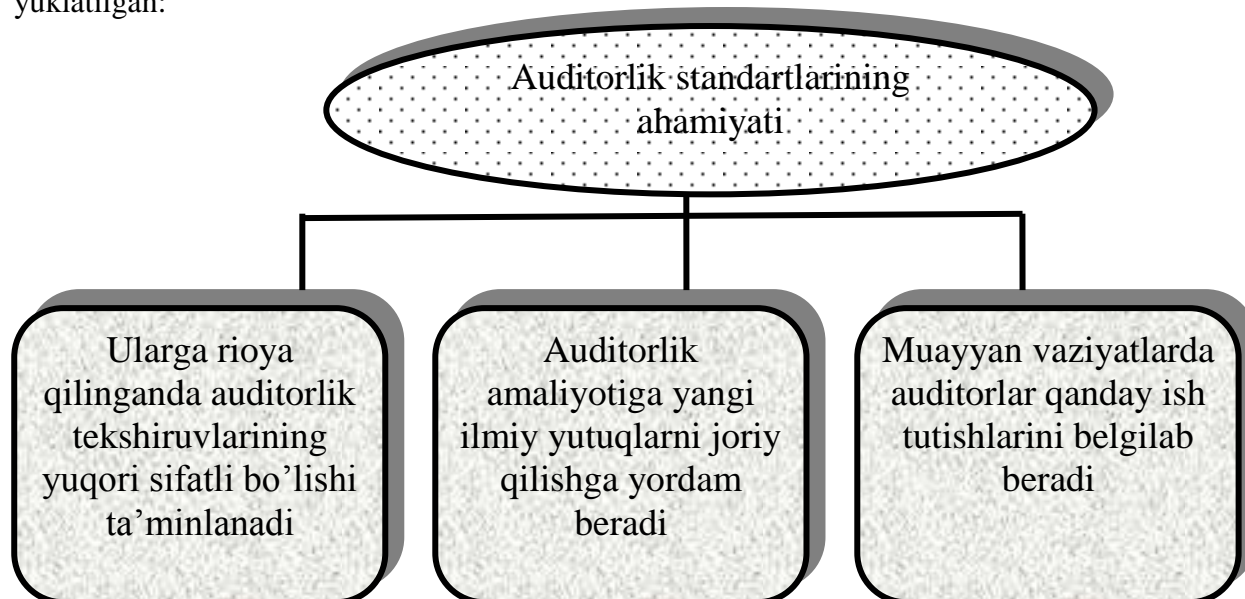 yuklatilgan:
Auditorlik standartlarining
ahamiyati
Ularga rioya
qilinganda auditorlik
tekshiruvlarining
yuqori sifatli bo’lishi
ta’minlanadi
Auditorlik
amaliyotiga yangi
ilmiy yutuqlarni joriy
qilishga yordam
beradi
Muayyan vaziyatlarda
auditorlar qanday ish
tutishlarini belgilab
beradi